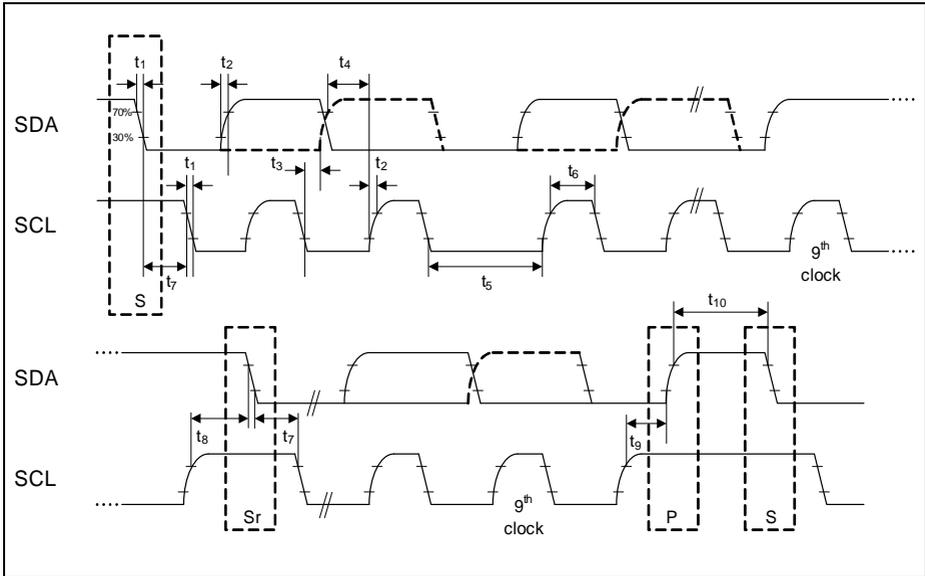 t1 t2 t4
70%
SDA
30%
t1 t3 t2 t6
SCL
t7 t5 9th
clock
S
t10
SDA
t8 t7 t9
SCL
Sr 9th P S
clock